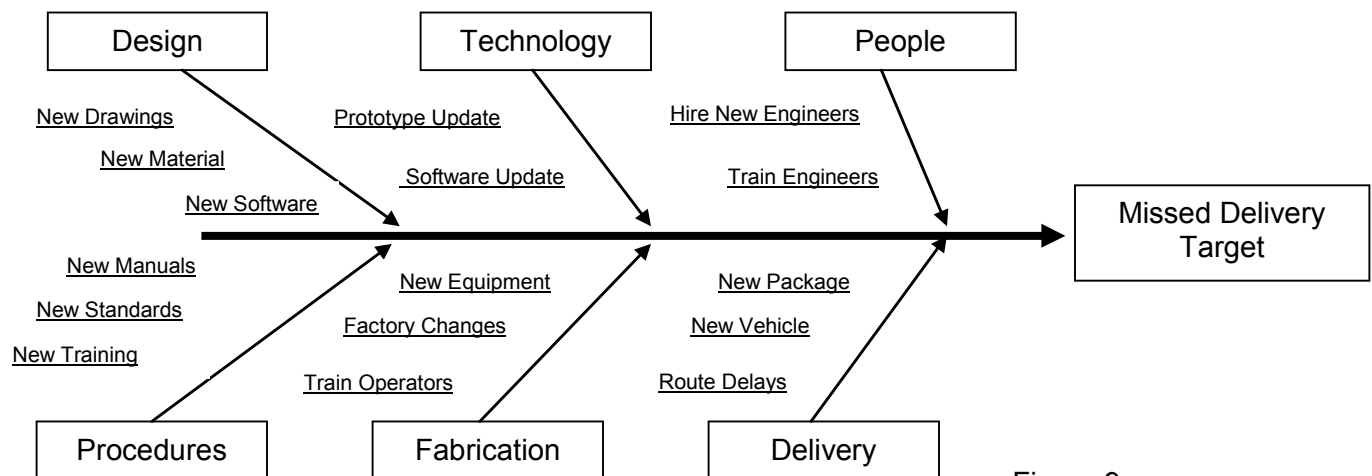 Design
Technology
People
New Drawings
Prototype Update
Hire New Engineers
New Material
Software Update
Train Engineers
New Software
Missed Delivery
Target
New Manuals
New Equipment
New Package
New Standards
Factory Changes
New Vehicle
New Training
Train Operators
Route Delays
Procedures
Fabrication
Delivery